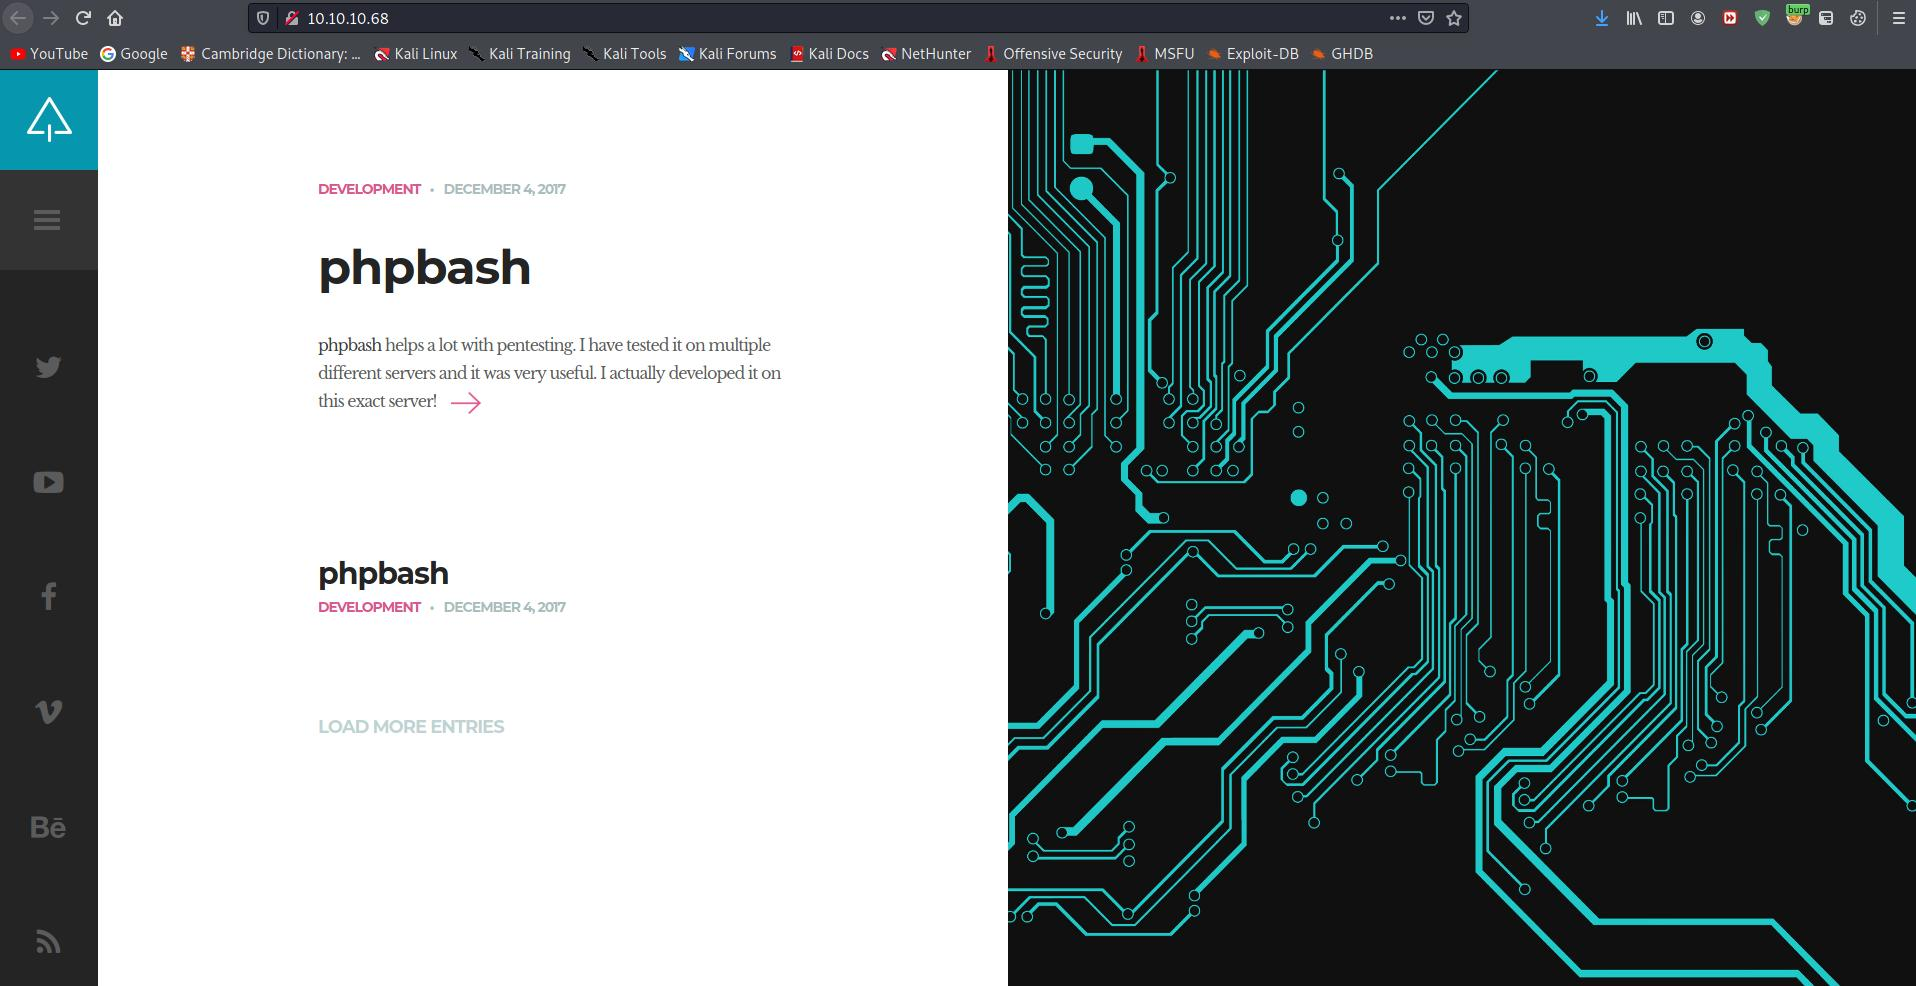 10.10.10.68
burp
YouTube Google Cambridge Dictionary: ... Kali Linux Kali Training Kali Tools Kali Forums Kali Docs NetHunter Offensive Security MSFU Exploit-DB GHDB
DEVELOPMENT • DECEMBER 4, 2017
phpbash
phpbash helps a lot with pentesting. I have tested it on multiple
different servers and it was very useful. I actually developed it on
this exact server!
phpbash
DEVELOPMENT • DECEMBER 4, 2017
LOAD MORE ENTRIES
Bē